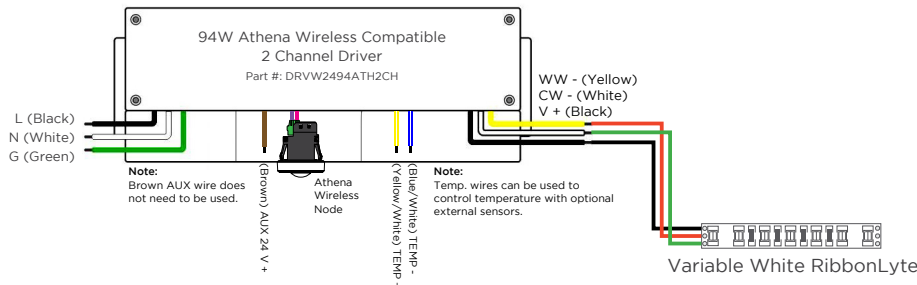 94W Athena Wireless Compatible
2 Channel Driver
Part #: DRVW2494ATH2CH
L (Black)
N (White)
G (Green)
WW - (Yellow)
CW - (White)
V + (Black)
Note:
Brown AUX wire does
not need to be used.
(Brown) AUX 24 V +
Athena
Wireless
Node
(Yellow/White) TEMP -
(Blue/White) TEMP -
Note:
Temp. wires can be used to
control temperature with optional
external sensors.
Variable White RibbonLyte